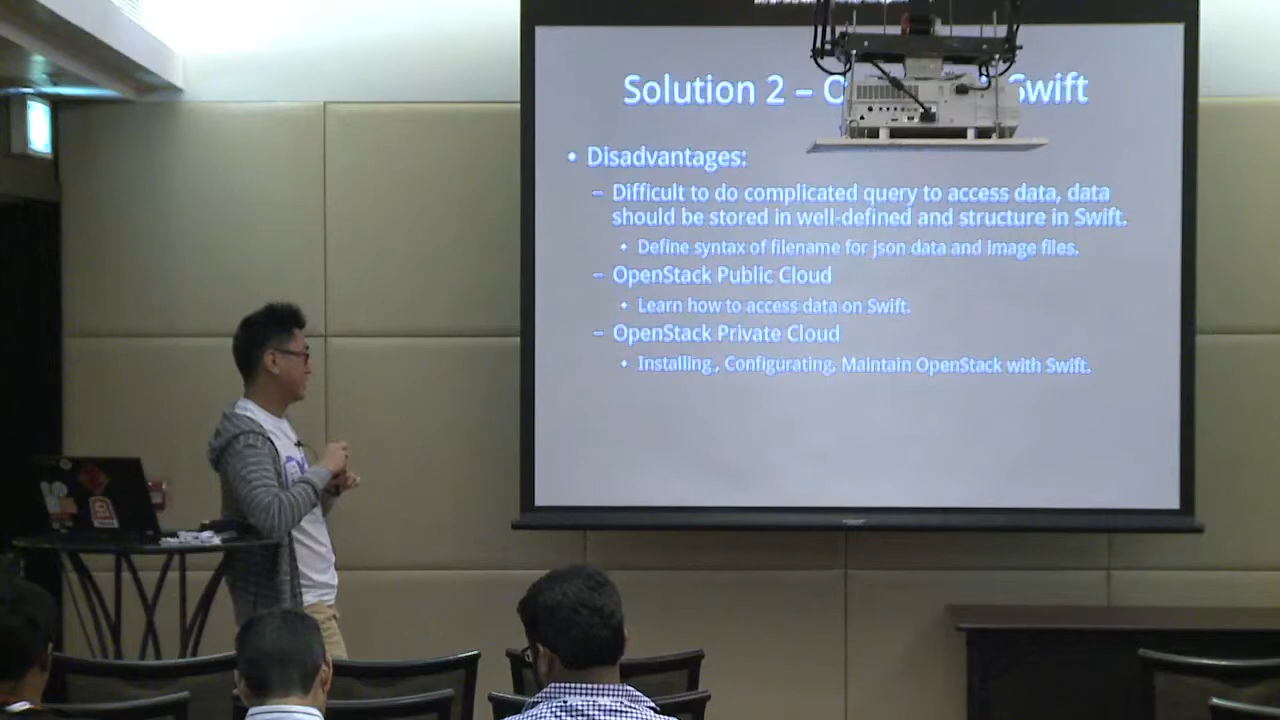 Solution 2 – Swift
• Disadvantages:
– Difficult to do complicated query to access data, data
should be stored in well-defined and structure in Swift.
• Define syntax of filename for json data and image files.
– OpenStack Public Cloud
• Learn how to access data on Swift.
– OpenStack Private Cloud
• Installing , Configurating, Maintain OpenStack with Swift.